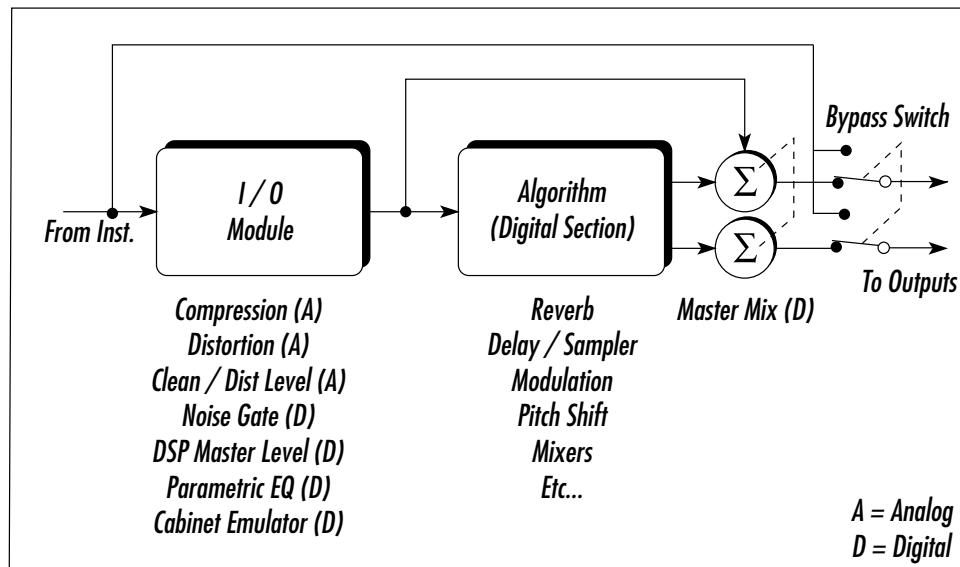 Bypass Switch
I / O
Module
Algorithm
(Digital Section)
Σ
Σ
From Inst.
To Outputs
Compression (A)
Distortion (A)
Clean / Dist Level (A)
Noise Gate (D)
DSP Master Level (D)
Parametric EQ (D)
Cabinet Emulator (D)
Reverb
Delay / Sampler
Modulation
Pitch Shift
Mixers
Etc...
Master Mix (D)
A = Analog
D = Digital